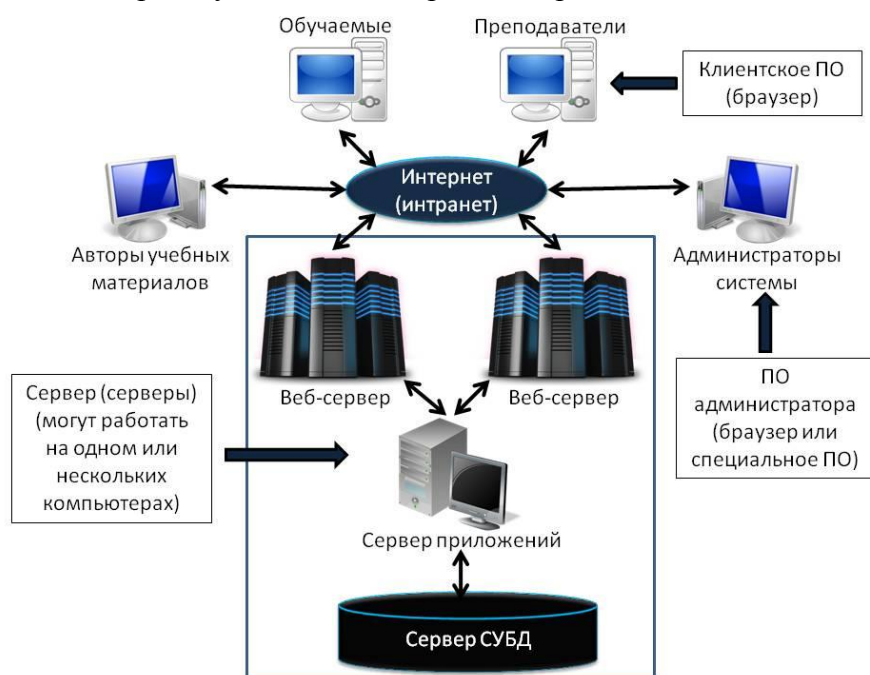 Обучаемые
Преподаватели
Клиентское ПО
(браузер)
Интернет
(интранет)
Авторы учебных
материалов
Администраторы
системы
Веб-сервер
Веб-сервер
Сервер (серверы)
(могут работать
на одном или
нескольких
компьютерах)
ПО
администратора
(браузер или
специальное ПО)
Сервер приложений
Сервер СУБД